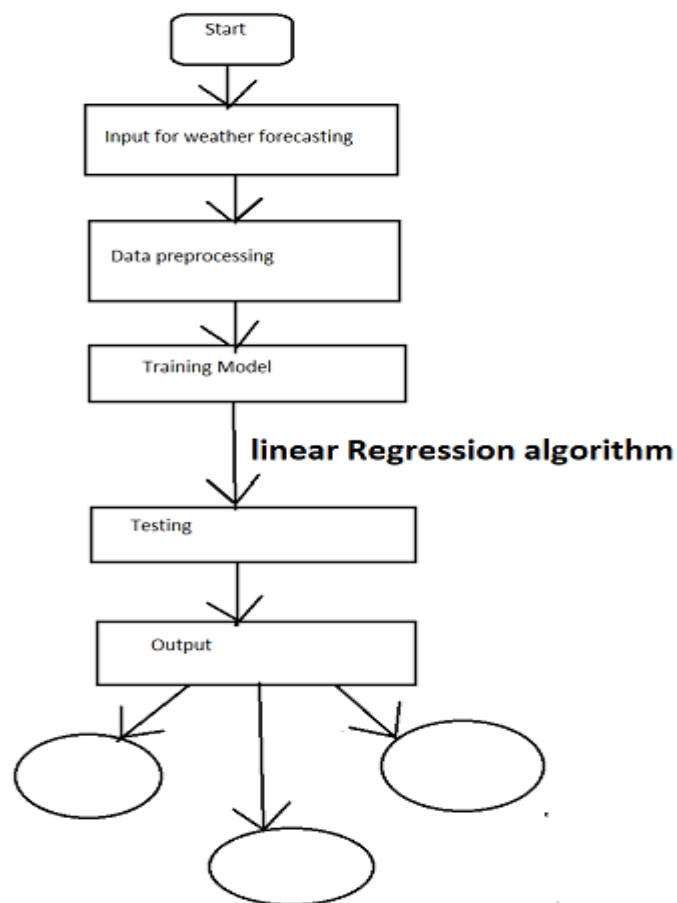 Start
Input for weather forecasting
Data preprocessing
Training Model
linear Regression algorithm
Testing
Output